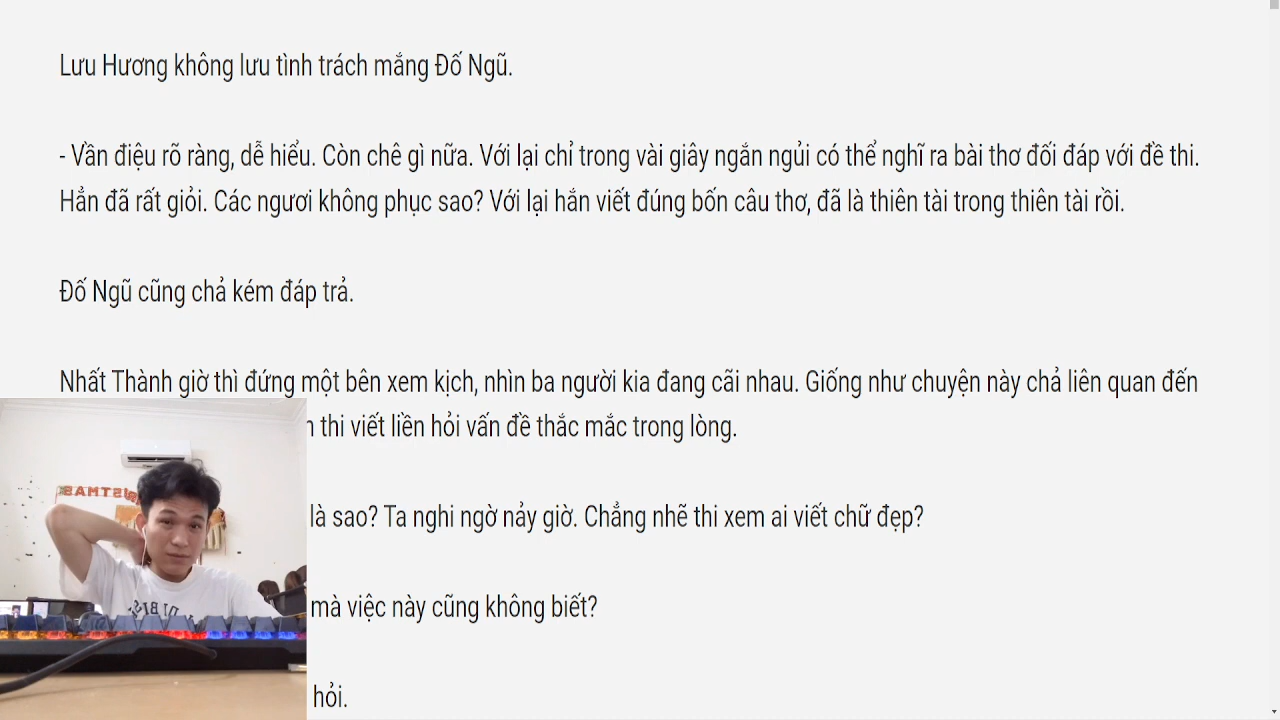 Lưu Hương không lưu tình trách mắng Đố Ngũ.
- Vần điệu rõ ràng, dễ hiểu. Còn chê gì nữa. Với lại chỉ trong vài giây ngắn ngủi có thể nghĩ ra bài thơ đối đáp với đề thi.
Hẳn đã rất giỏi. Các ngươi không phục sao? Với lại hắn viết đúng bốn câu thơ, đã là thiên tài trong thiên tài rồi.
Đố Ngũ cũng chả kém đáp trả.
Nhất Thành giờ thì đứng một bên xem kịch, nhìn ba người kia đang cãi nhau. Giống như chuyện này chả liên quan đến
thi viết liền hỏi vấn đề thắc mắc trong lòng.
là sao? Ta nghi ngờ nảy giờ. Chẳng nhẽ thi xem ai viết chữ đẹp?
mà việc này cũng không biết?
hỏi.